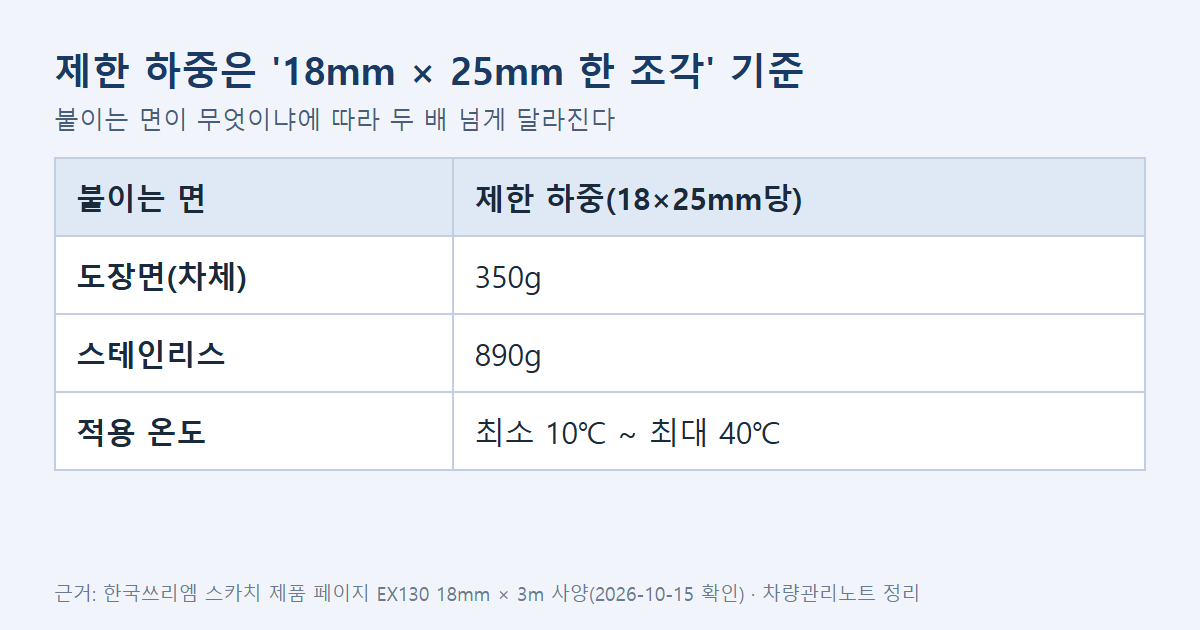 제한 하중은 '18mm × 25mm 한 조각' 기준
붙이는 면이 무엇이냐에 따라 두 배 넘게 달라진다
붙이는 면 제한 하중(18×25mm당)
도장면(차체) 350g
스테인리스 890g
적용 온도 최소 10℃ ~ 최대 40℃
근거: 한국쓰리엠 스카치 제품 페이지 EX130 18mm × 3m 사양(2026-10-15 확인) · 차량관리노트 정리